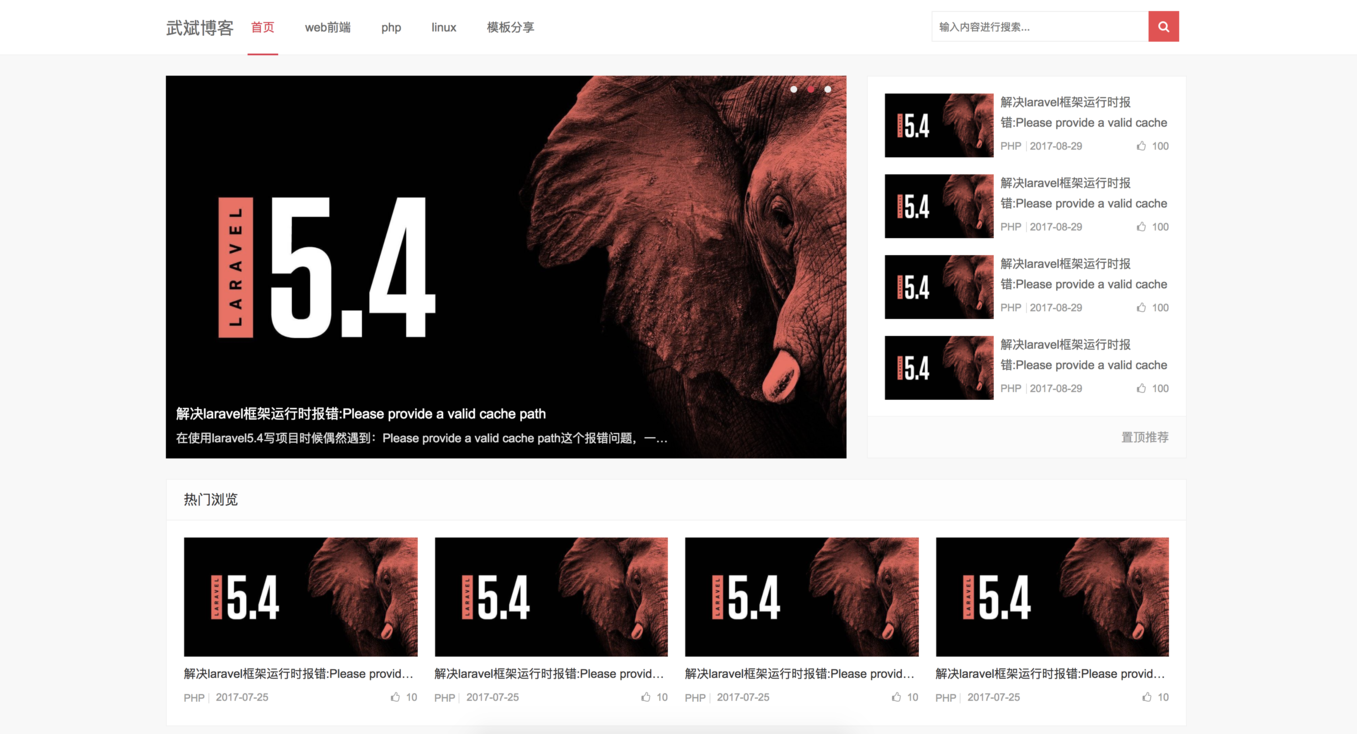 武斌博客 首页 web前端 php linux 模板分享 输入内容进行搜索...
LARAVEL 5.4
解决laravel框架运行时报错:Please provide a valid cache path
在使用laravel5.4写项目时候偶然遇到：Please provide a valid cache path这个报错问题，一…
5.4
解决laravel框架运行时报
错:Please provide a valid cache
PHP 2017-08-29 100
5.4
解决laravel框架运行时报
错:Please provide a valid cache
PHP 2017-08-29 100
5.4
解决laravel框架运行时报
错:Please provide a valid cache
PHP 2017-08-29 100
5.4
解决laravel框架运行时报
错:Please provide a valid cache
PHP 2017-08-29 100
置顶推荐
热门浏览
LARAVEL 5.4 LARAVEL 5.4 LARAVEL 5.4 LARAVEL 5.4
解决laravel框架运行时报错:Please provid… 解决laravel框架运行时报错:Please provid… 解决laravel框架运行时报错:Please provid… 解决laravel框架运行时报错:Please provid…
PHP 2017-07-25 10 PHP 2017-07-25 10 PHP 2017-07-25 10 PHP 2017-07-25 10